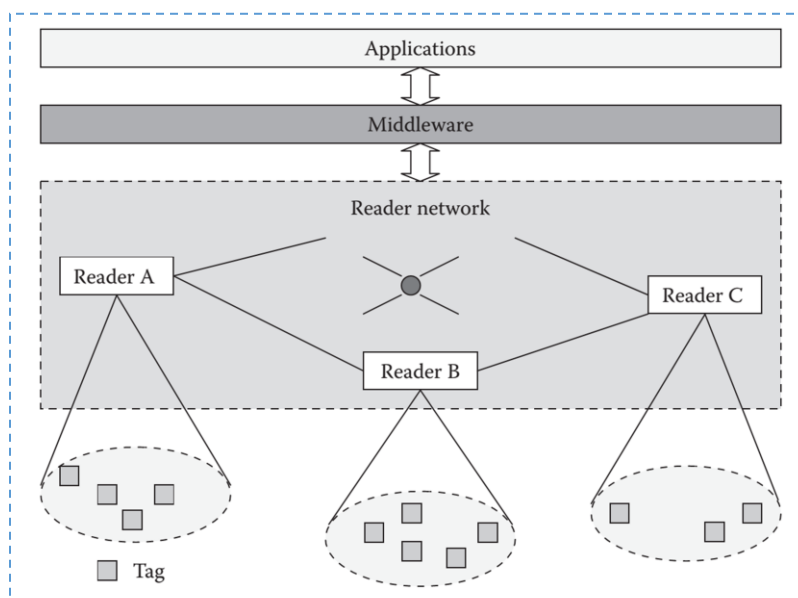 Applications
Middleware
Reader network
Reader A
Reader C
Reader B
Tag